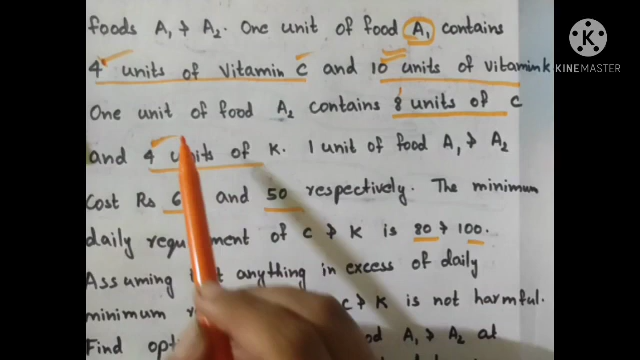 foods A₁ & A₂. One unit of food A₁ contains
4 units of Vitamin C and 10 units of vitamin K
One unit of food A₂ contains 8 units of C
and 4 units of K. 1 unit of food A₁ & A₂
Cost Rs 6 and 50 respectively. The minimum
daily of C & K is 80 & 100.
Assuming anything in excess of daily
minimum C & K is not harmful.
Find A₁ & A₂ at
KINEMASTER